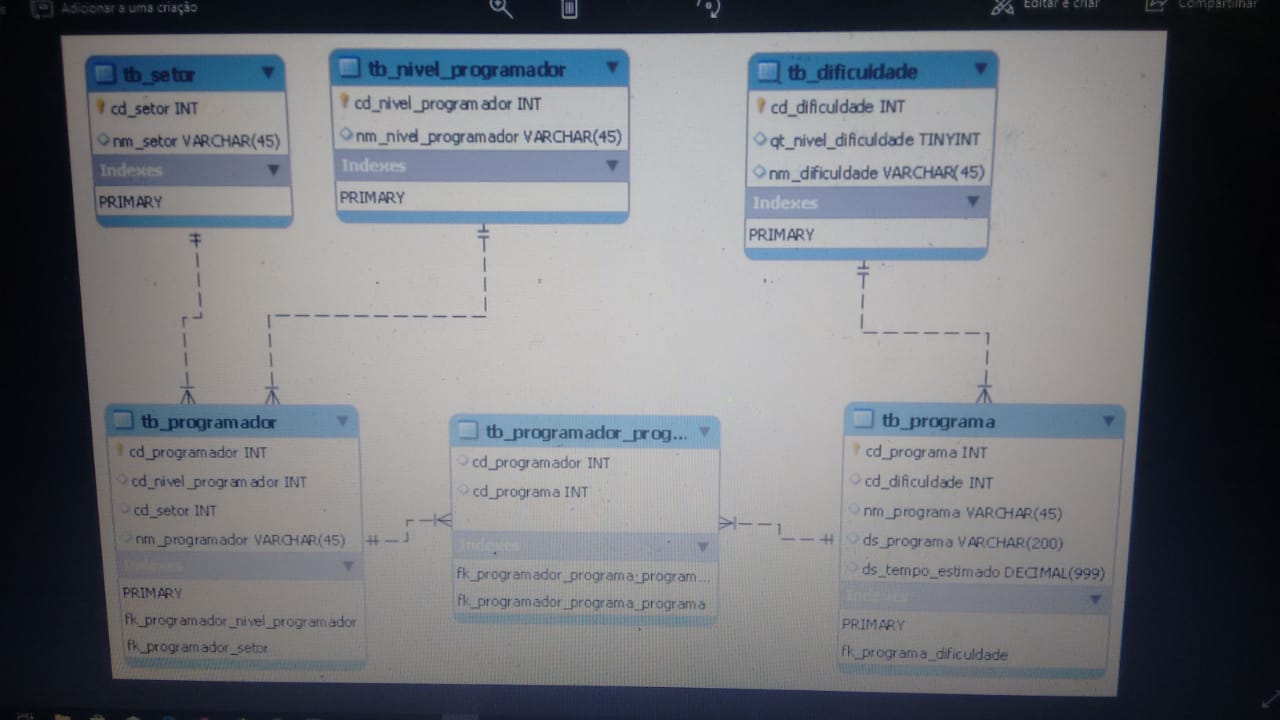 Adicionar a uma criação
Editar e criar
Compartilhar
tb_setor
cd_setor INT
nm_setor VARCHAR(45)
Indexes
PRIMARY
tb_nivel_programador
cd_nivel_programador INT
nm_nivel_programador VARCHAR(45)
Indexes
PRIMARY
tb_dificuldade
cd_dificuldade INT
qt_nivel_dificuldade TINYINT
nm_dificuldade VARCHAR(45)
Indexes
PRIMARY
tb_programador
cd_programador INT
cd_nivel_programador INT
cd_setor INT
nm_programador VARCHAR(45)
Indexes
PRIMARY
fk_programador_nivel_programador
fk_programador_setor
tb_programador_prog...
cd_programador INT
cd_programa INT
Indexes
fk_programador_programa_program...
fk_programador_programa_programa
tb_programa
cd_programa INT
cd_dificuldade INT
nm_programa VARCHAR(45)
ds_programa VARCHAR(200)
ds_tempo_estimado DECIMAL(999)
Indexes
PRIMARY
fk_programa_dificuldade